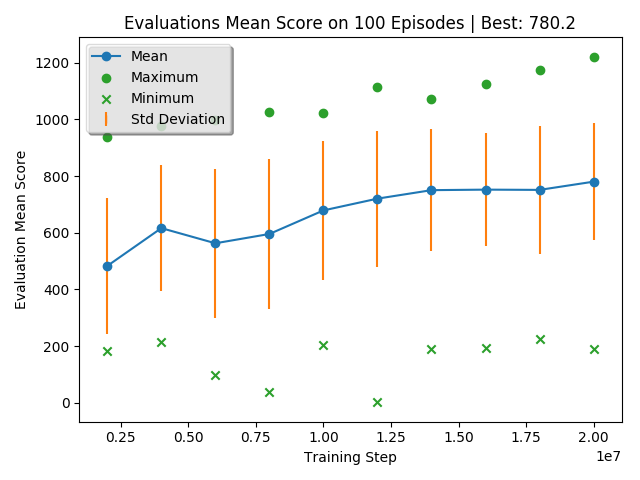 Evaluations Mean Score on 100 Episodes | Best: 780.2
Mean
Maximum
Minimum
Std Deviation
Evaluation Mean Score
1200
1000
800
600
400
200
0
0.25
0.50
0.75
1.00
1.25
1.50
1.75
2.00
1e7
Training Step